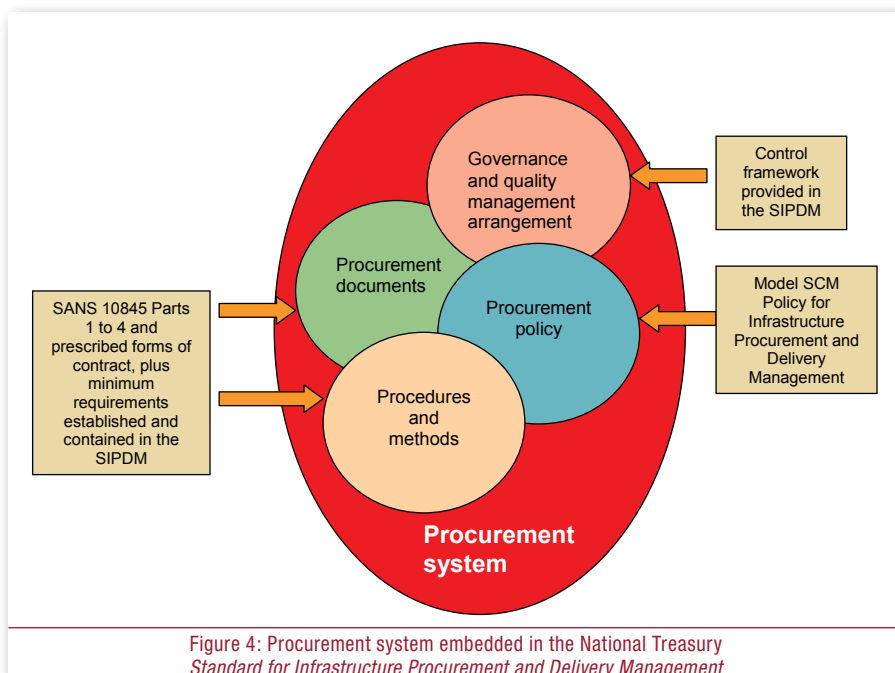 Governance
and quality
management
arrangement
Control
framework
provided in
the SIPDM
Procurement
documents
Procurement
policy
Model SCM
Policy for
Infrastructure
Procurement and
Delivery
Management
SANS 10845 Parts
1 to 4 and
prescribed forms of
contract, plus
minimum
requirements
established and
contained in the
SIPDM
Procedures
and
methods
Procurement
system
Figure 4: Procurement system embedded in the National Treasury
Standard for Infrastructure Procurement and Delivery Management